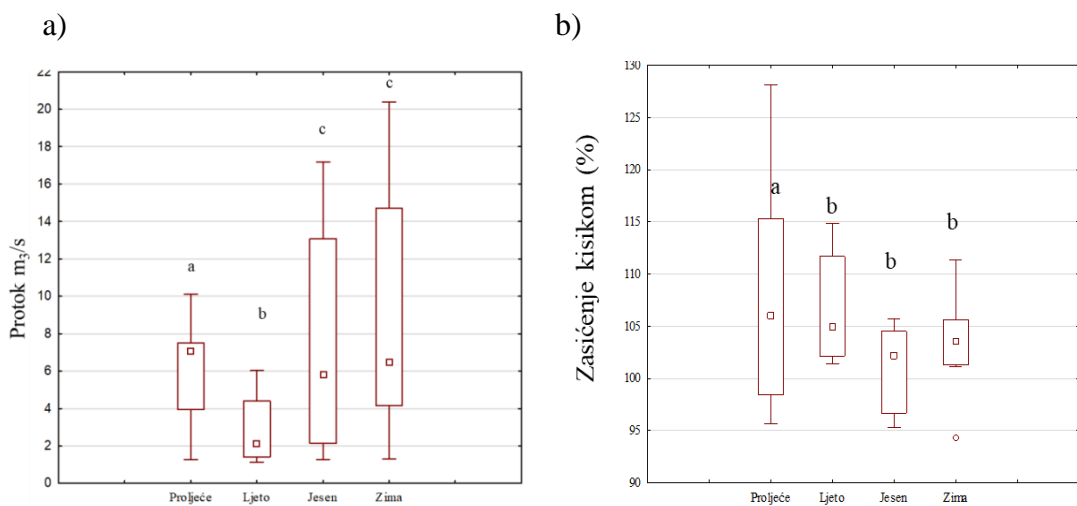 a)
Protok m3/s
22
20
18
16
14
12
10
8
6
4
2
0
a
b
c
c
Proljeće Ljeto Jesen Zima
b)
Zasićenje kisikom (%)
130
125
120
115
110
105
100
95
90
a
b
b
b
Proljeće Ljeto Jesen Zima